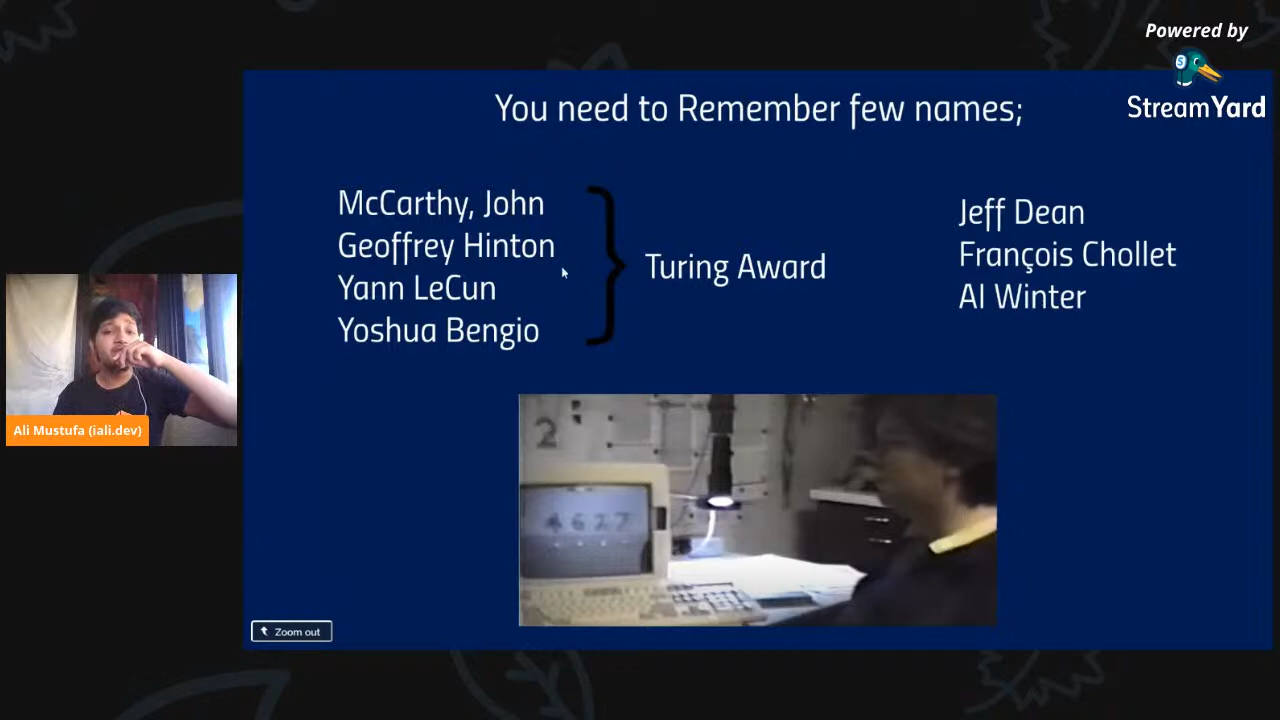 Powered by
StreamYard
You need to Remember few names;
McCarthy, John
Geoffrey Hinton
Yann LeCun
Yoshua Bengio
Turing Award
Jeff Dean
François Chollet
AI Winter
Ali Mustufa (iali.dev)
2
4627
Zoom out